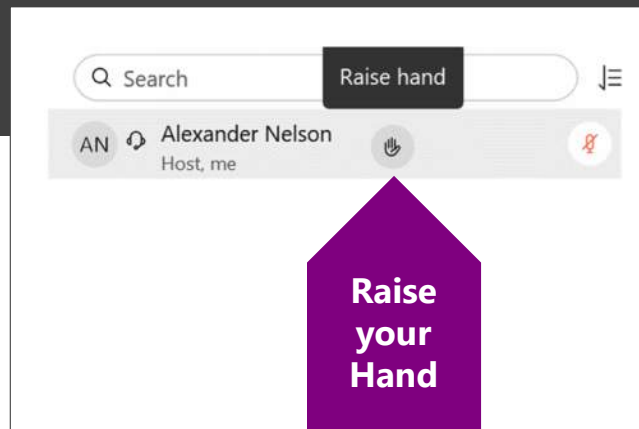 Search
Raise hand
AN
Alexander Nelson
Host, me
Raise
your
Hand